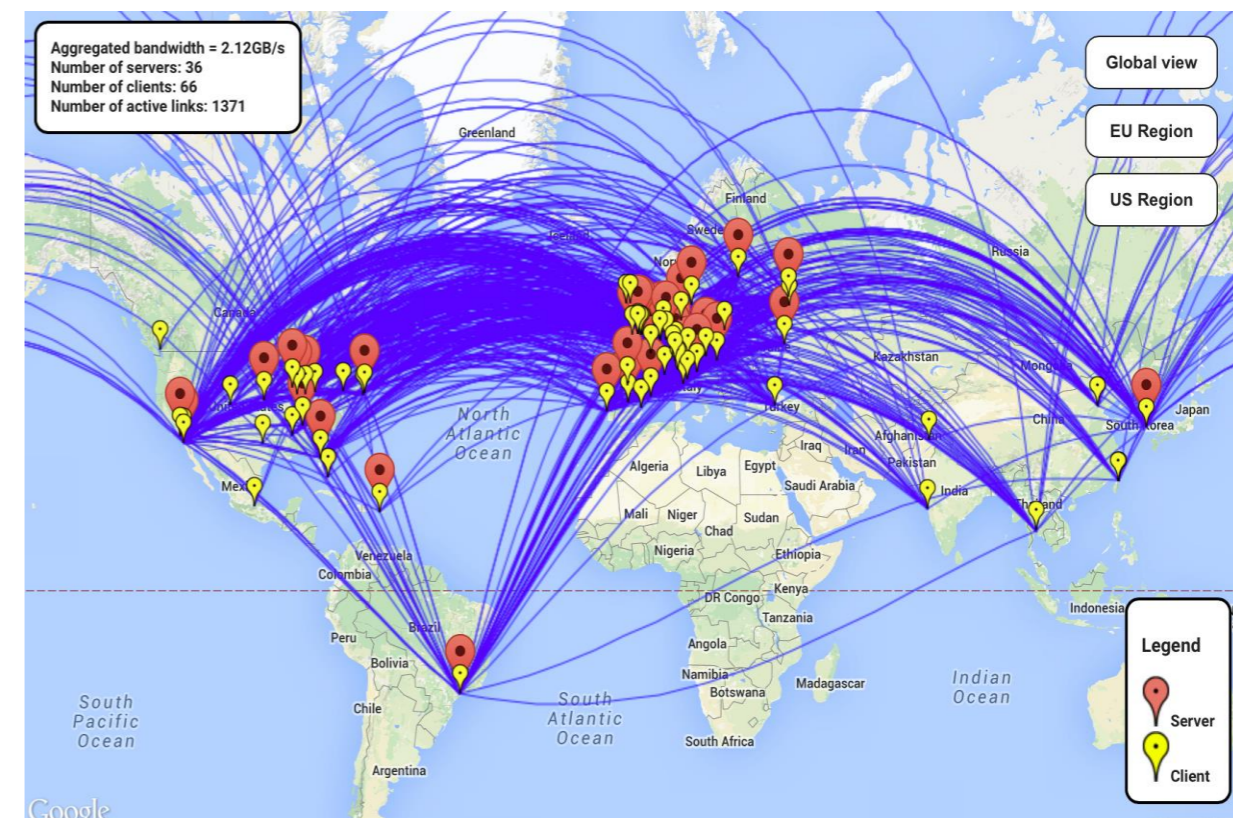 Aggregated bandwidth = 2.12GB/s
Number of servers: 36
Number of clients: 66
Number of active links: 1371
Global view
EU Region
US Region
Greenland
Finland
Russia
Canada
Kazakhstan
North
Atlantic
Ocean
Turkey
Afghanistan
China
South Korea
Japan
Iraq
Iran
Pakistan
Algeria
Libya
Egypt
Saudi Arabia
India
Thailand
Mali
Niger
Chad
Sudan
Nigeria
Ethiopia
Venezuela
Colombia
DR Congo
Kenya
Tanzania
Indonesia
Brazil
Peru
Bolivia
Angola
Namibia
Botswana
Madagascar
South
Pacific
Ocean
Chile
South
Atlantic
Ocean
Indian
Ocean
South Africa
Argentina
Legend
Server
Client
Google